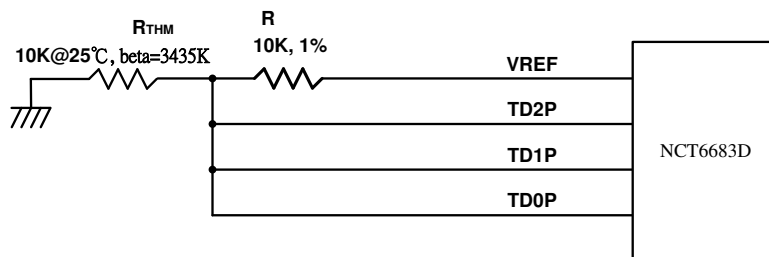 RTHM
10K@25℃, beta=3435K
R
10K, 1%
VREF
TD2P
TD1P
TD0P
NCT6683D